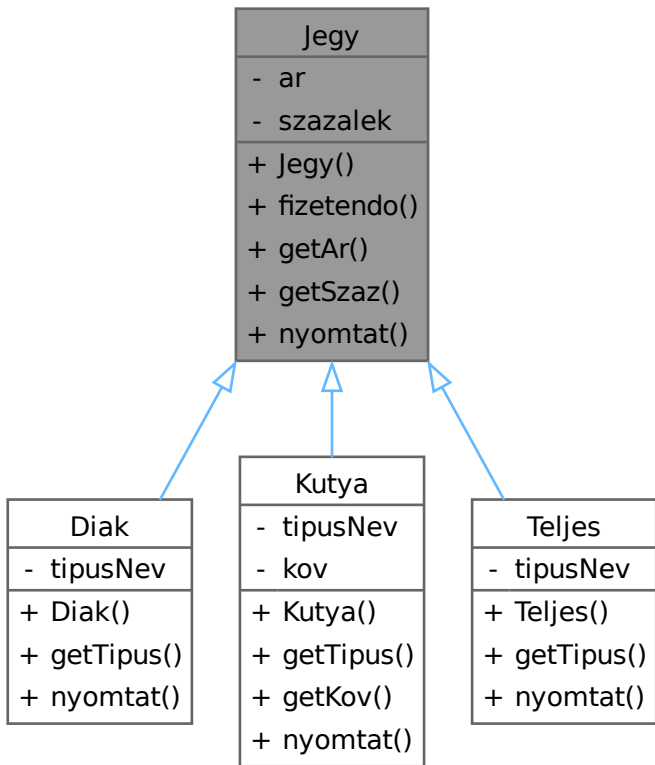 Jegy
- ar
- szazalek
+ Jegy()
+ fizetendo()
+ getAr()
+ getSzaz()
+ nyomtat()
Diak
- tipusNev
+ Diak()
+ getTipus()
+ nyomtat()
Kutya
- tipusNev
- kov
+ Kutya()
+ getTipus()
+ getKov()
+ nyomtat()
Teljes
- tipusNev
+ Teljes()
+ getTipus()
+ nyomtat()